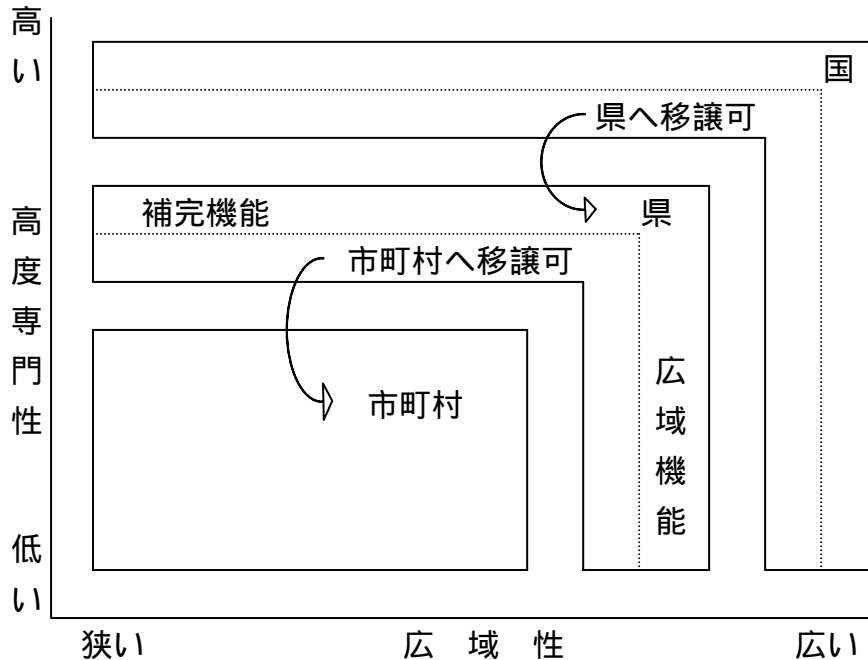 高い
国
県へ移譲可
補完機能
県
市町村へ移譲可
高度専門性
広域機能
市町村
低い
狭い
広域性
広い